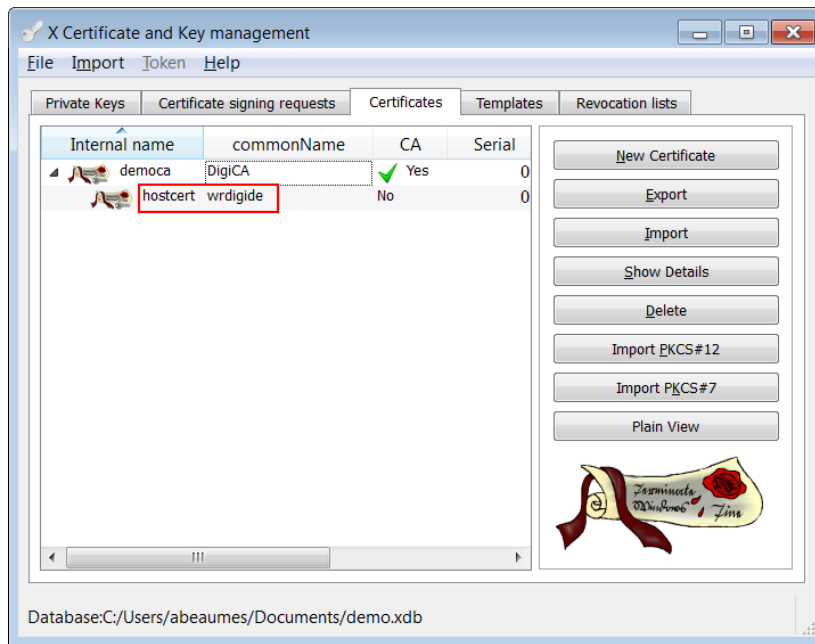 X Certificate and Key management
File Import Token Help
Private Keys Certificate signing requests Certificates Templates Revocation lists
Internal name commonName CA Serial
democa DigiCA Yes 0
hostcert wrdigide No 0
New Certificate
Export
Import
Show Details
Delete
Import PKCS#12
Import PKCS#7
Plain View
Database:C:/Users/abeaumes/Documents/demo.xdb